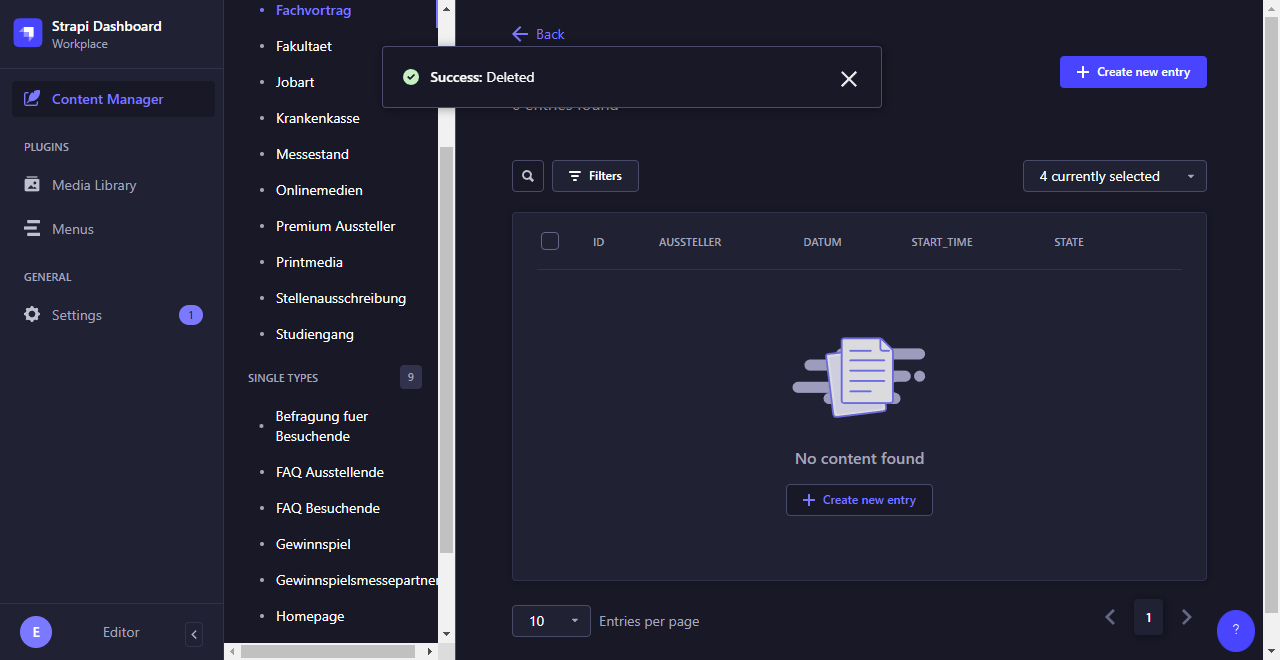 Strapi Dashboard
Workplace
Content Manager
PLUGINS
Media Library
Menus
GENERAL
Settings
1
E
Editor
Fachvortrag
Fakultaet
Jobart
Krankenkasse
Messestand
Onlinemedien
Premium Aussteller
Printmedia
Stellenausschreibung
Studiengang
SINGLE TYPES
9
Befragung fuer
Besuchende
FAQ Ausstellende
FAQ Besuchende
Gewinnspiel
Gewinnspielsmessepartner
Homepage
Back
Success: Deleted
Create new entry
entries found
Filters
4 currently selected
ID AUSSTELLER DATUM START_TIME STATE
No content found
Create new entry
10
Entries per page
1
?